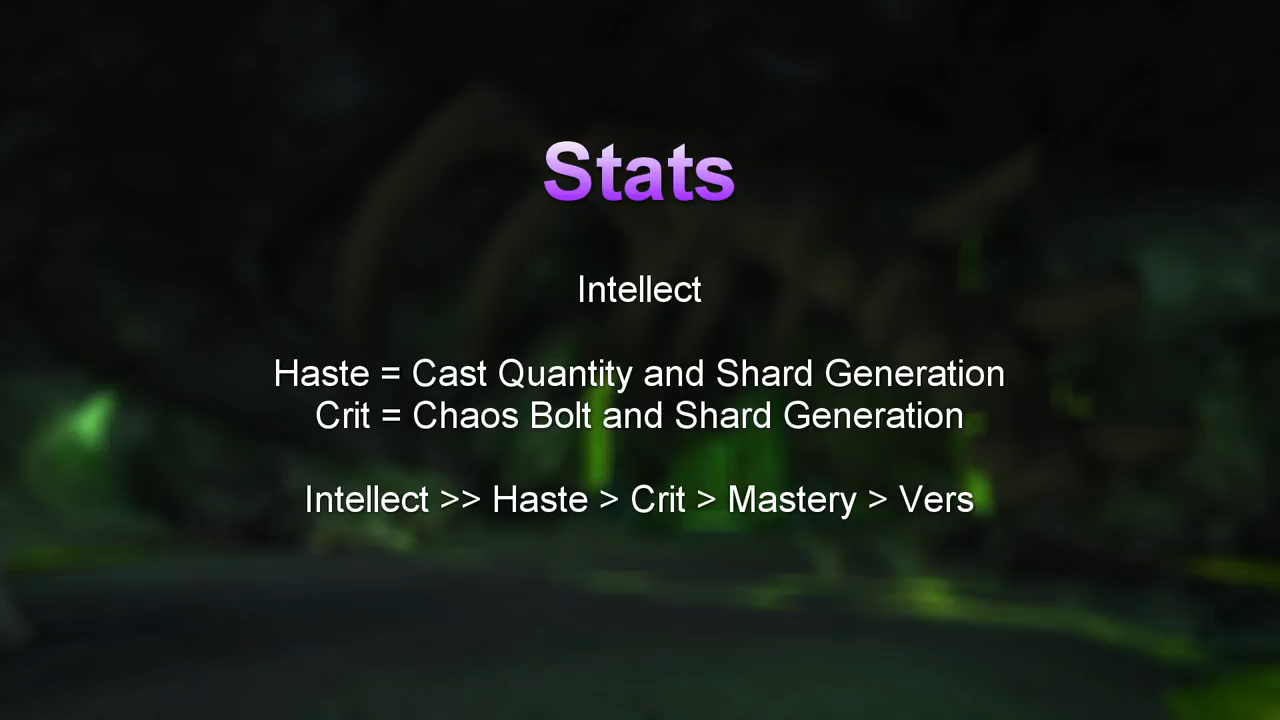 Stats
Intellect
Haste = Cast Quantity and Shard Generation
Crit = Chaos Bolt and Shard Generation
Intellect >> Haste > Crit > Mastery > Vers